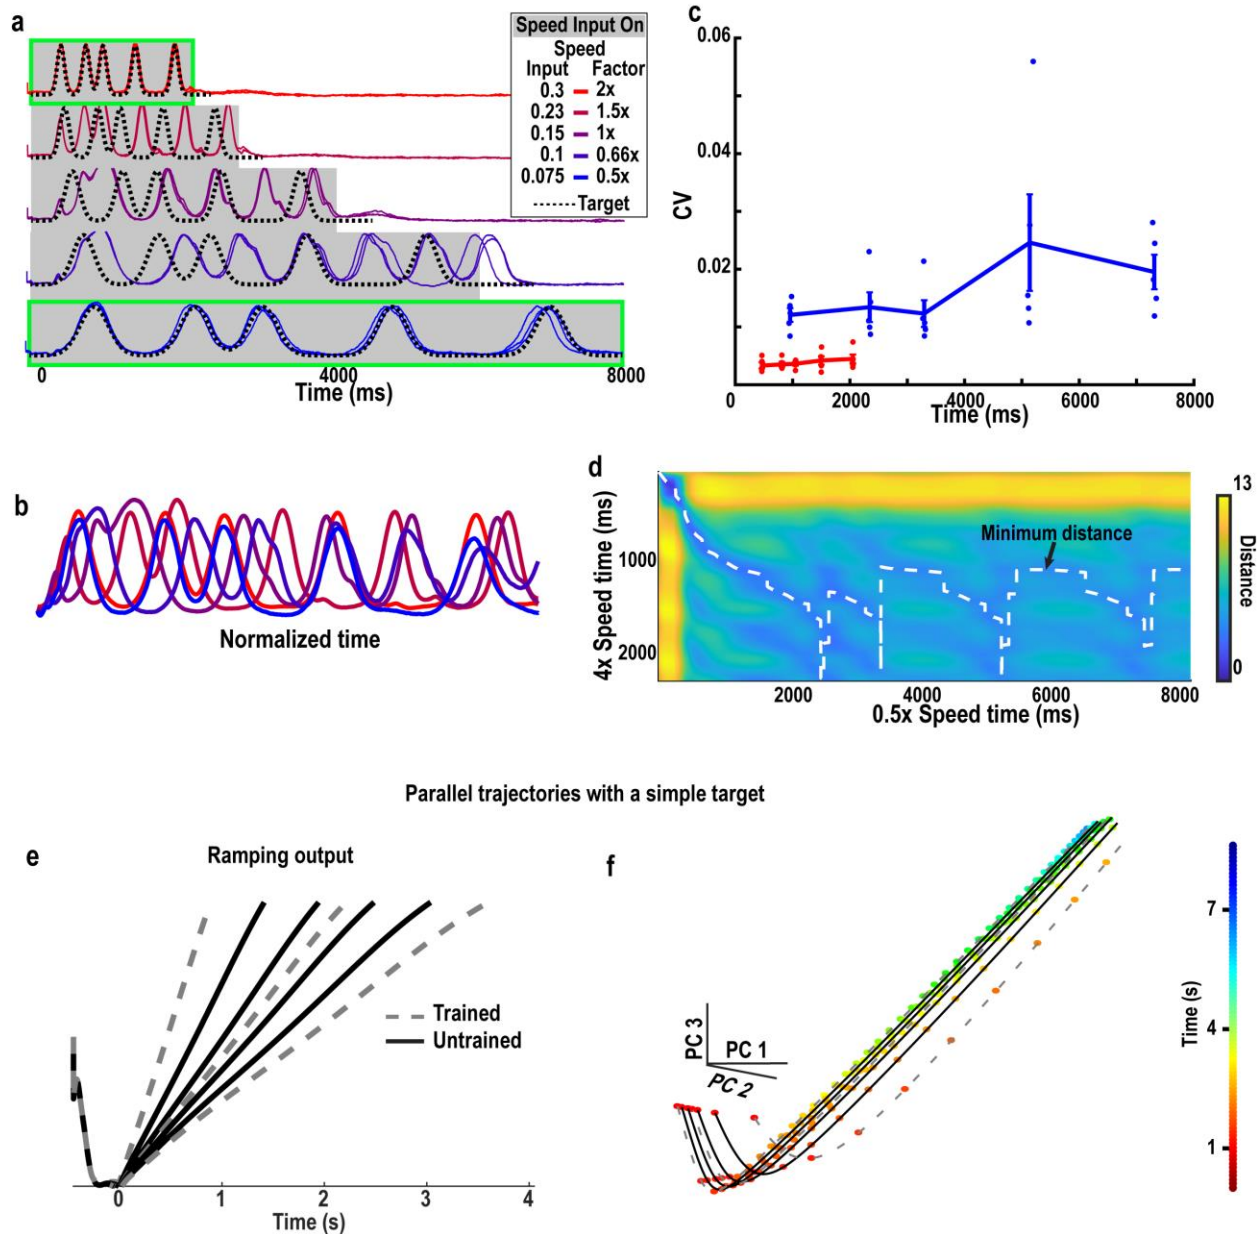 a
Speed Input On
Speed
Input Factor
0.3 2x
0.23 1.5x
0.15 1x
0.1 0.66x
0.075 0.5x
Target
0 4000 8000
Time (ms)
c
0.06
0.04
0.02
CV
0 2000 4000 6000 8000
Time (ms)
b
Normalized time
d
4x Speed time (ms)
1000
2000
Minimum distance
2000 4000 6000 8000
0.5x Speed time (ms)
13
0
Distance
Parallel trajectories with a simple target
e
Ramping output
Trained
Untrained
0 1 2 3 4
Time (s)
f
PC 3
PC 1
PC 2
7
4
1
Time (s)